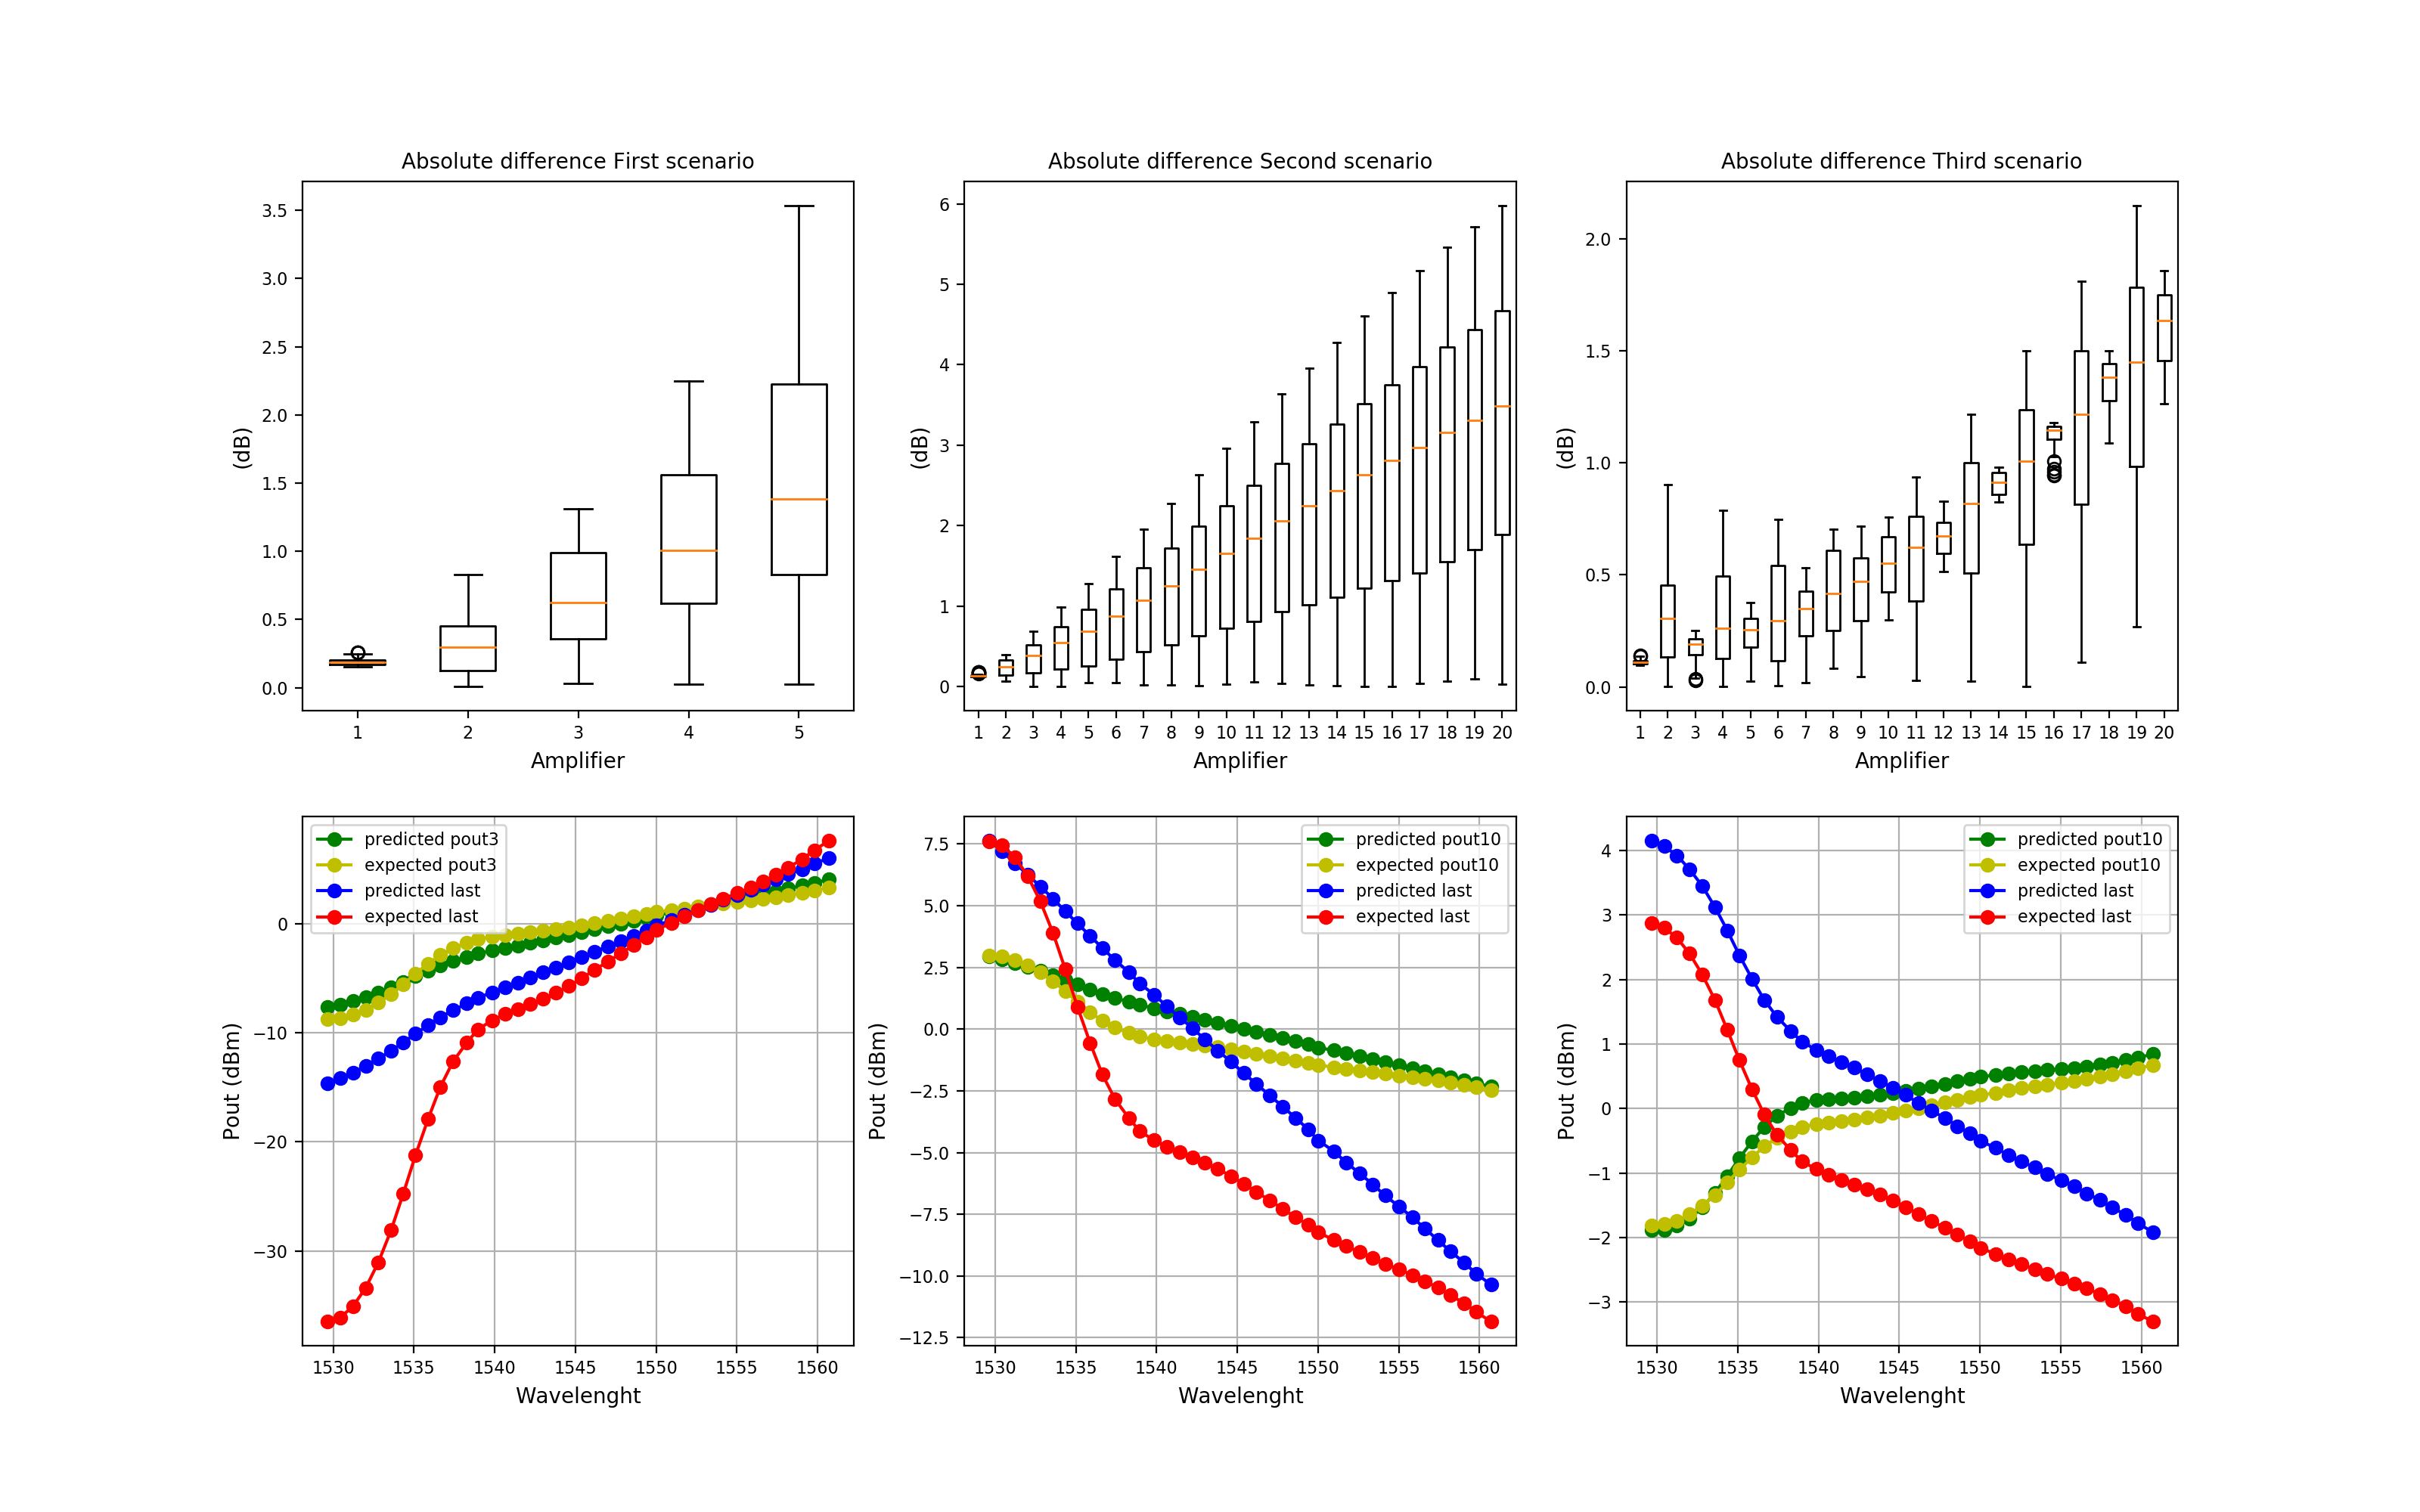 Absolute difference First scenario
3.5
3.0
2.5
2.0
1.5
1.0
0.5
0.0
(dB)
1 2 3 4 5
Amplifier
Absolute difference Second scenario
6
5
4
3
2
1
0
(dB)
1 2 3 4 5 6 7 8 9 10 11 12 13 14 15 16 17 18 19 20
Amplifier
Absolute difference Third scenario
2.0
1.5
1.0
0.5
0.0
(dB)
1 2 3 4 5 6 7 8 9 10 11 12 13 14 15 16 17 18 19 20
Amplifier
predicted pout3
expected pout3
predicted last
expected last
0
−10
−20
−30
Pout (dBm)
1530 1535 1540 1545 1550 1555 1560
Wavelenght
predicted pout10
expected pout10
predicted last
expected last
7.5
5.0
2.5
0.0
−2.5
−5.0
−7.5
−10.0
−12.5
Pout (dBm)
1530 1535 1540 1545 1550 1555 1560
Wavelenght
predicted pout10
expected pout10
predicted last
expected last
4
3
2
1
0
−1
−2
−3
Pout (dBm)
1530 1535 1540 1545 1550 1555 1560
Wavelenght